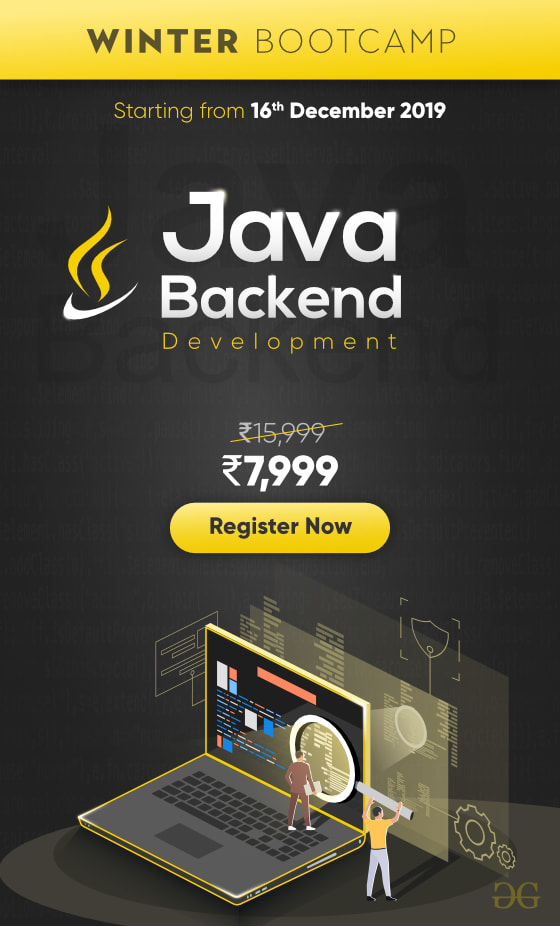 WINTER BOOTCAMP
Starting from 16th December 2019
Java
Backend
Development
₹15,999
₹7,999
Register Now